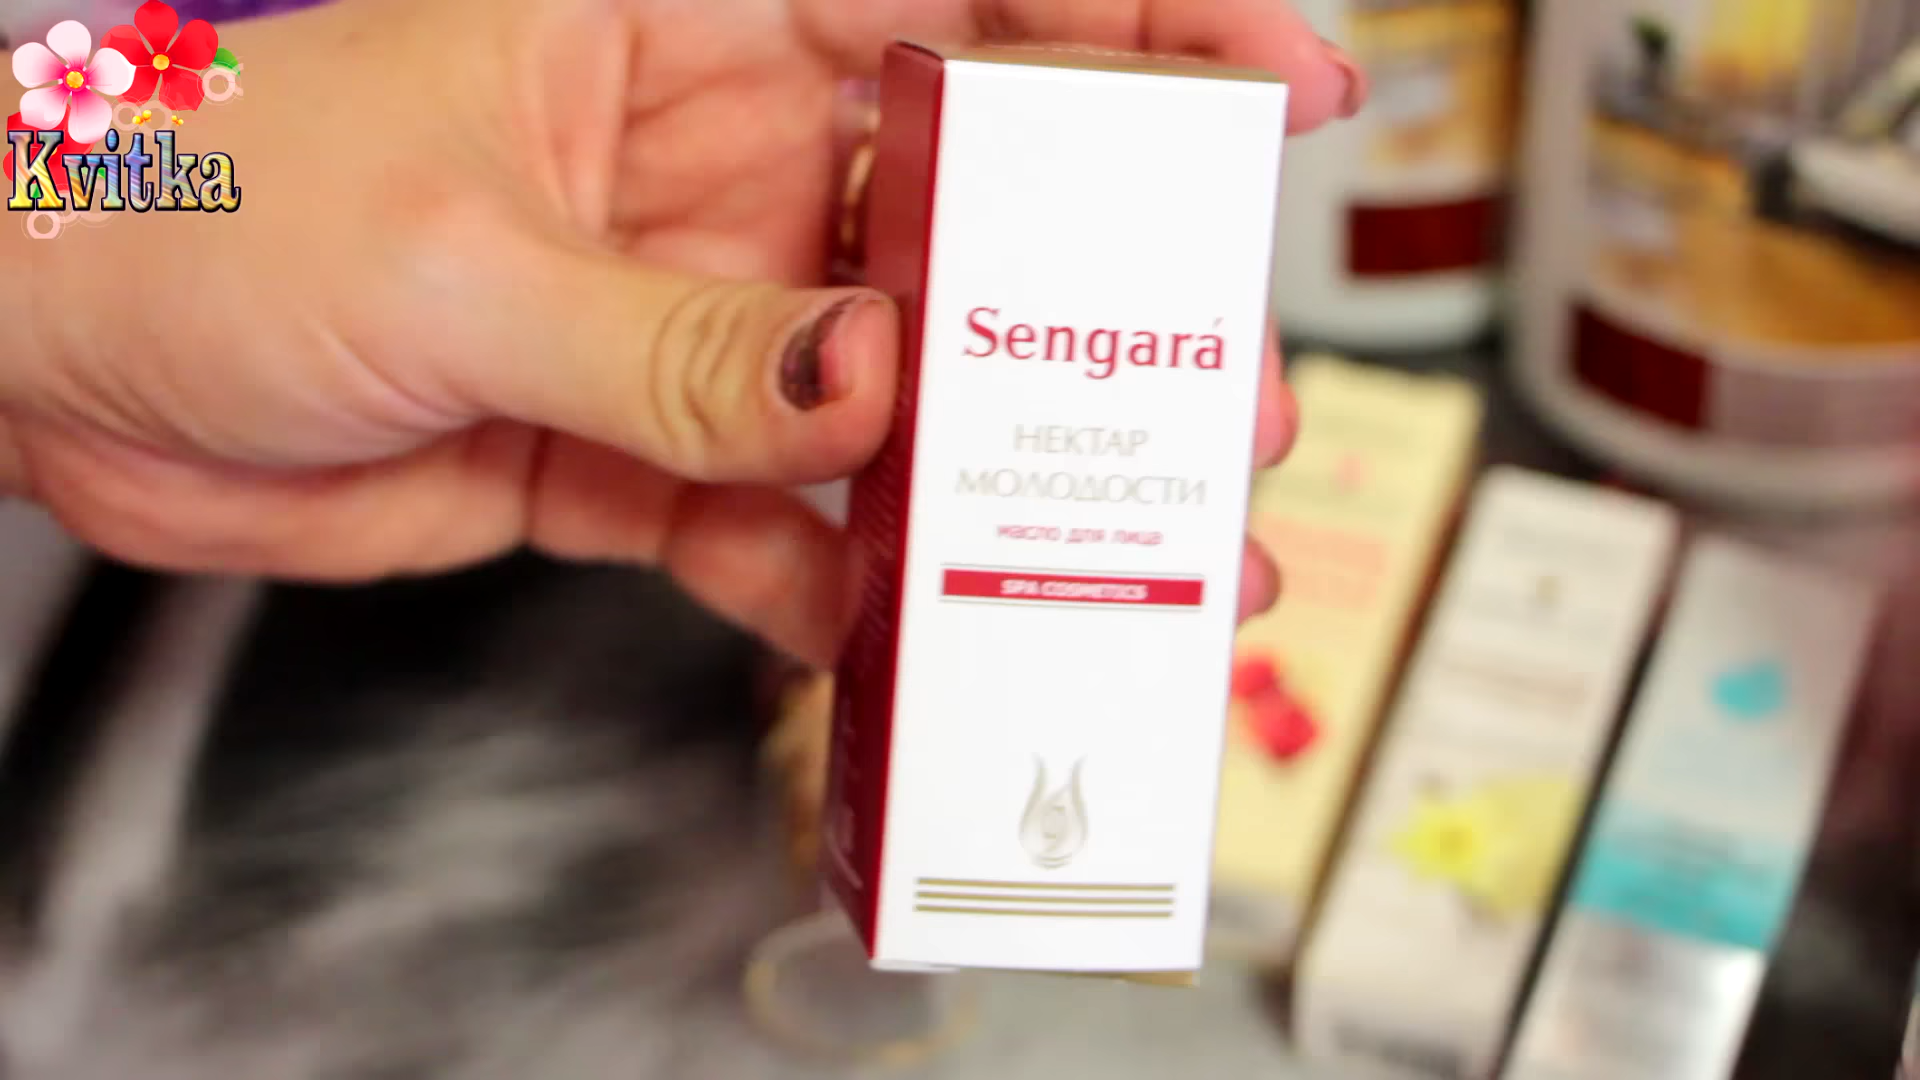 Kvitka
Sengará
НЕКТАР
МОЛОДОСТИ
масло для лица
SPA COSMETICS